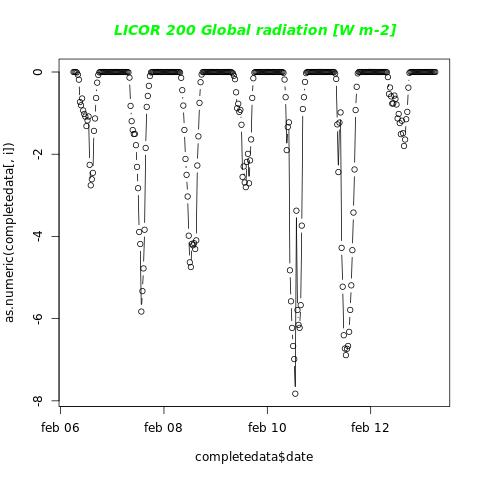 LICOR 200 Global radiation [W m-2]
as.numeric(completedata[, i])
0
-2
-4
-6
-8
feb 06
feb 08
feb 10
feb 12
completedata$date